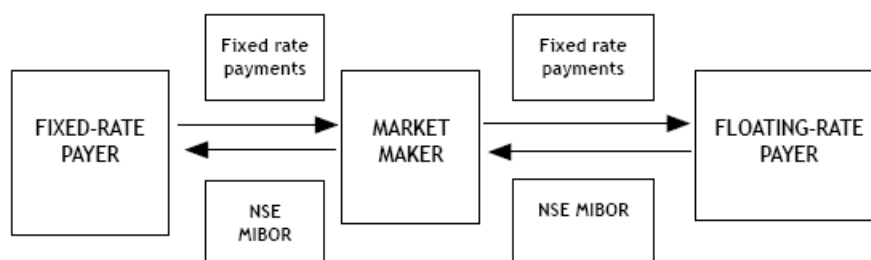 Fixed rate
payments
Fixed rate
payments
FIXED-RATE
PAYER
MARKET
MAKER
FLOATING-RATE
PAYER
NSE
MIBOR
NSE MIBOR